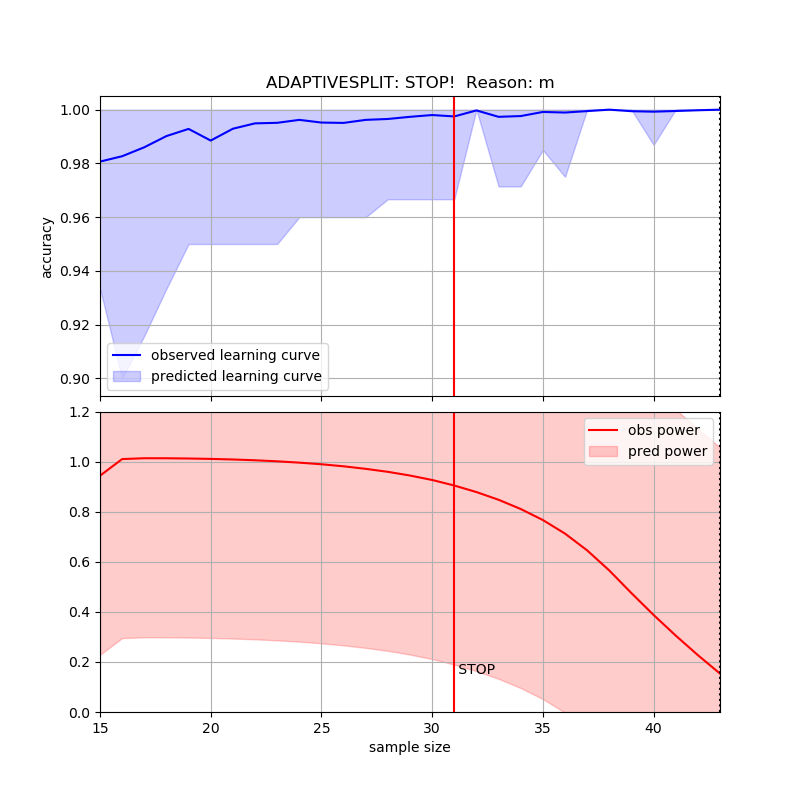 ADAPTIVESPLIT: STOP!  Reason: m
1.00
0.98
0.96
0.94
0.92
0.90
accuracy
observed learning curve
predicted learning curve
1.2
1.0
0.8
0.6
0.4
0.2
0.0
obs power
pred power
STOP
15
20
25
30
35
40
sample size